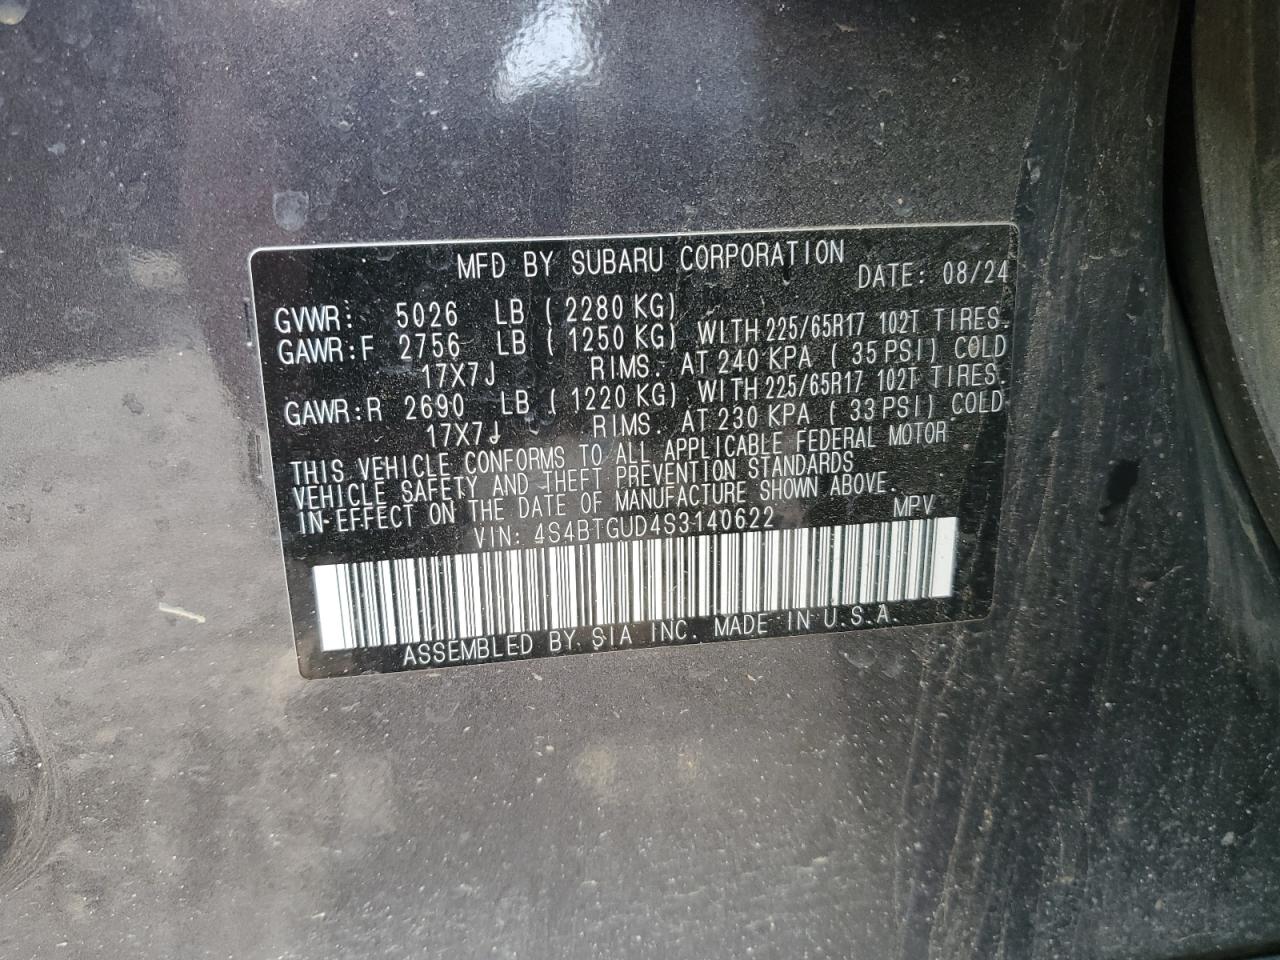 MFD BY SUBARU CORPORATION
DATE: 08/24
GVWR: 5026 LB ( 2280 KG)
GAWR:F 2756 LB ( 1250 KG) WITH 225/65R17 102T TIRES.
17X7J RIMS. AT 240 KPA ( 35 PSI) COLD
GAWR:R 2690 LB ( 1220 KG) WITH 225/65R17 102T TIRES.
17X7J RIMS. AT 230 KPA ( 33 PSI) COLD
THIS VEHICLE CONFORMS TO ALL APPLICABLE FEDERAL MOTOR
VEHICLE SAFETY AND THEFT PREVENTION STANDARDS
IN-EFFECT ON THE DATE OF MANUFACTURE SHOWN ABOVE.
VIN: 4S4BTGUD4S3140622 MPV
ASSEMBLED BY SIA INC. MADE IN U.S.A.